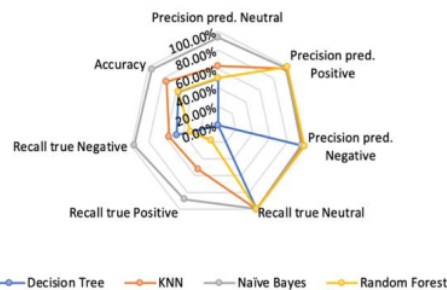 Precision pred. Neutral
100.00%
80.00%
60.00%
40.00%
20.00%
0.00%
Precision pred.
Positive
Precision pred.
Negative
Recall true Neutral
Recall true Positive
Recall true Negative
Accuracy
Decision Tree
KNN
Naïve Bayes
Random Forest